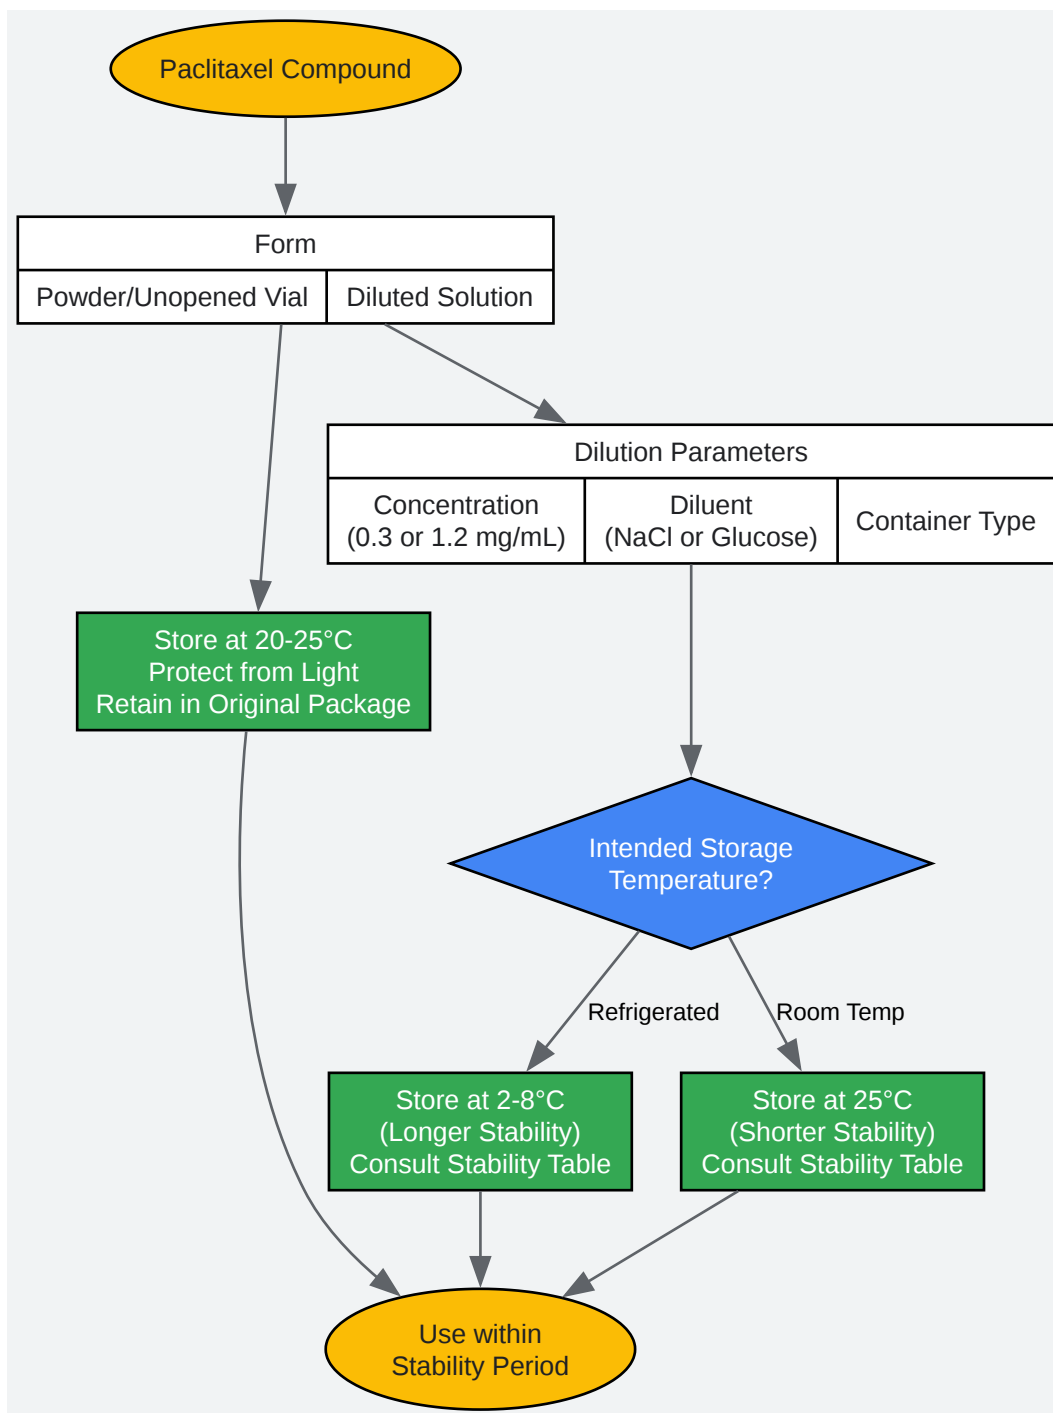 Paclitaxel Compound
Form
Powder/Unopened Vial
Diluted Solution
Dilution Parameters
Concentration
(0.3 or 1.2 mg/mL)
Diluent
(NaCl or Glucose)
Container Type
Store at 20-25°C
Protect from Light
Retain in Original Package
Intended Storage
Temperature?
Refrigerated
Room Temp
Store at 2-8°C
(Longer Stability)
Consult Stability Table
Store at 25°C
(Shorter Stability)
Consult Stability Table
Use within
Stability Period